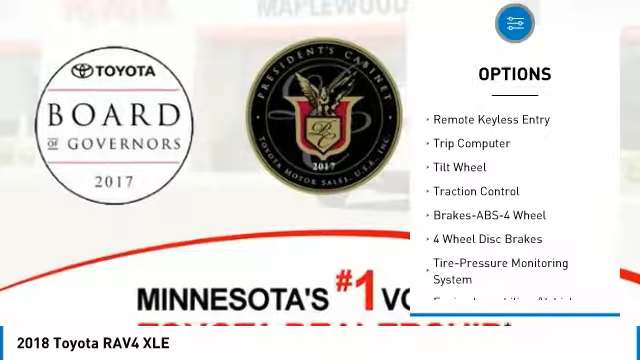 MAPLEWOOD
TOYOTA
BOARD
OF GOVERNORS
2017
PRESIDENT'S CABINET
PC
2017
TOYOTA MOTOR SALES, U.S.A., INC.
MINNESOTA'S #1
OPTIONS
Remote Keyless Entry
Trip Computer
Tilt Wheel
Traction Control
Brakes-ABS-4 Wheel
4 Wheel Disc Brakes
Tire-Pressure Monitoring
System
2018 Toyota RAV4 XLE